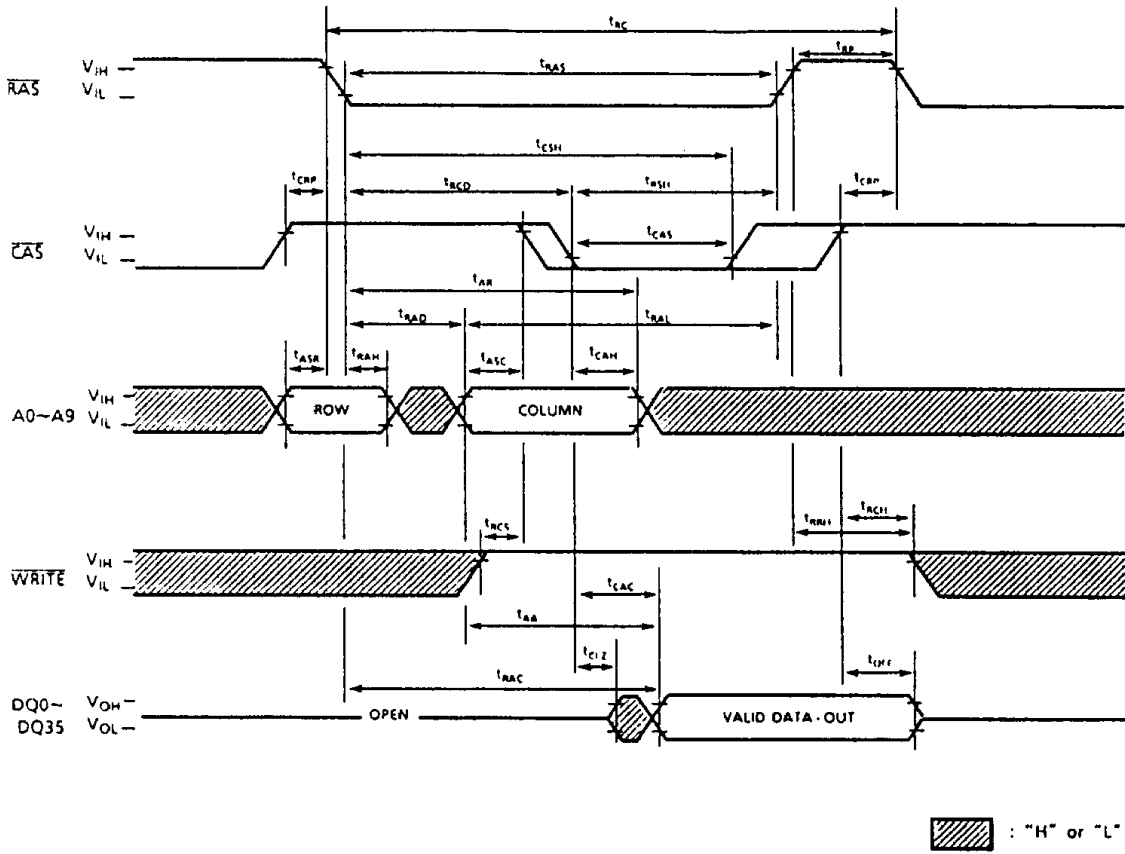 tRC
tRP
RAS
VIH
VIL
tRAS
tCSH
tCRP
tRCD
tRSH
tCRP
CAS
VIH
VIL
tCAS
tAR
tRAD
tRAL
tASR
tRAH
tASC
tCAH
A0~A9
VIH
VIL
ROW
COLUMN
tRCS
tRCH
tRRH
WRITE
VIH
VIL
tCAC
tAA
tCLZ
tOFF
tRAC
DQ0~
DQ35
VOH
VOL
OPEN
VALID DATA-OUT
: "H" or "L"